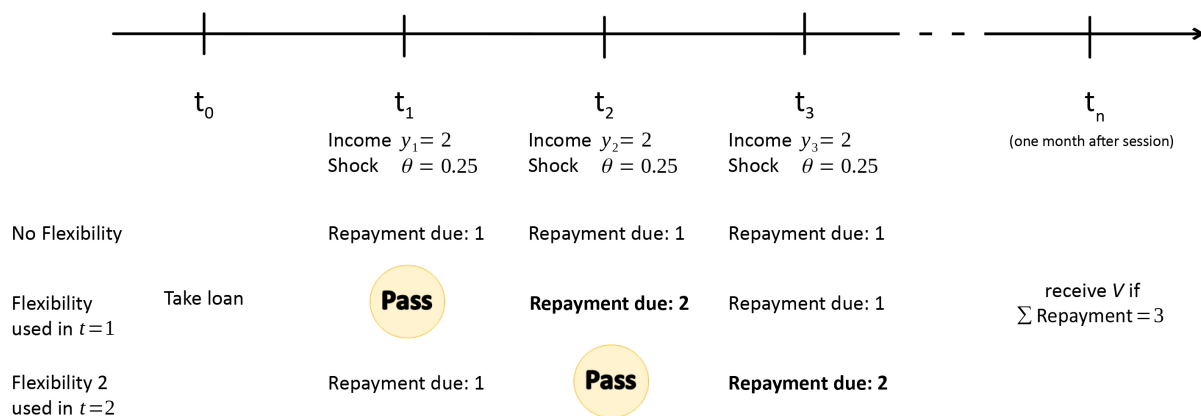 t0 t1 t2 t3 tn
Income y1 = 2 Income y2 = 2 Income y3 = 2 (one month after session)
Shock θ = 0.25 Shock θ = 0.25 Shock θ = 0.25
No Flexibility Repayment due: 1 Repayment due: 1 Repayment due: 1
Flexibility
used in t=1
Take loan
Pass
Repayment due: 2
Repayment due: 1
receive V if
∑ Repayment = 3
Flexibility 2
used in t=2
Repayment due: 1
Pass
Repayment due: 2